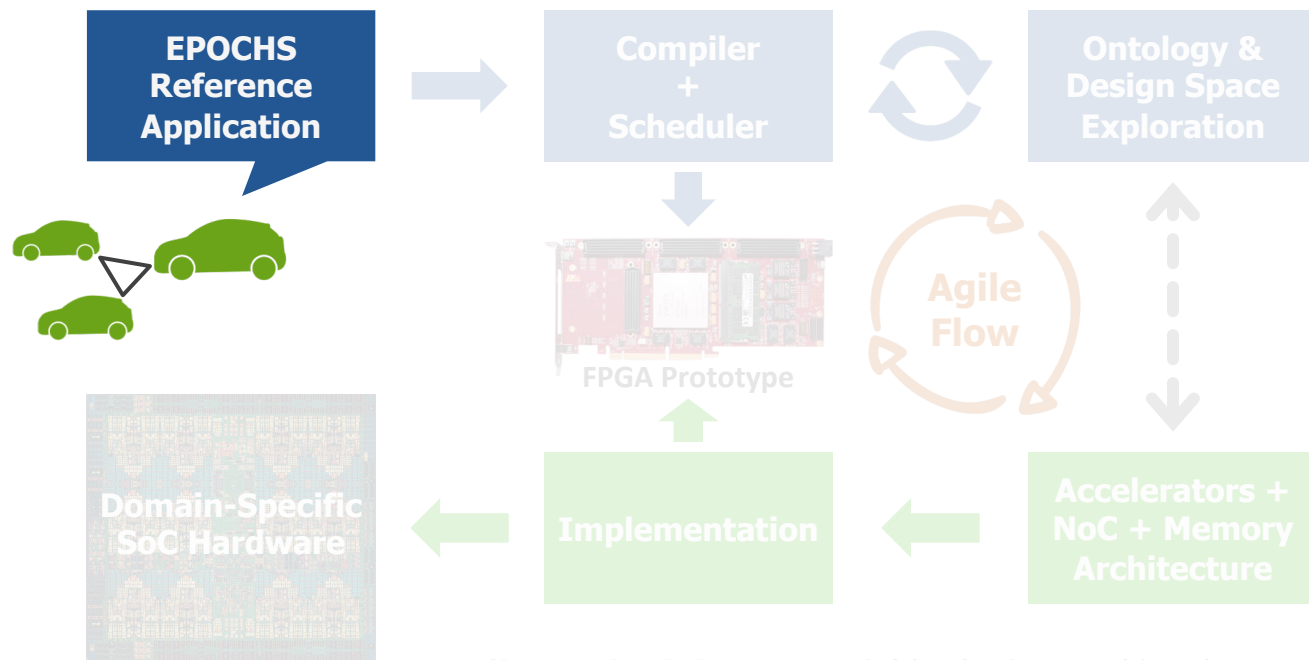 EPOCHS
Reference
Application
Compiler
+
Scheduler
Ontology &
Design Space
Exploration
Agile
Flow
FPGA Prototype
Domain-Specific
SoC Hardware
Implementation
Accelerators +
NoC + Memory
Architecture